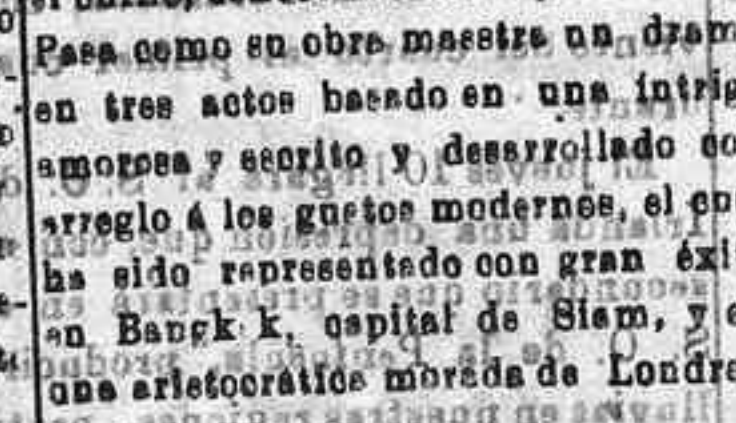 Pasa como su obra maestra un dram
en tres actos basado en una intrig
amorosa y escrito y desarrollado co
arreglo á los gustos modernos, el cu
ha sido representado con gran éxi
en Bangk k, capital de Siam, y e
una aristocrática morada de Londre